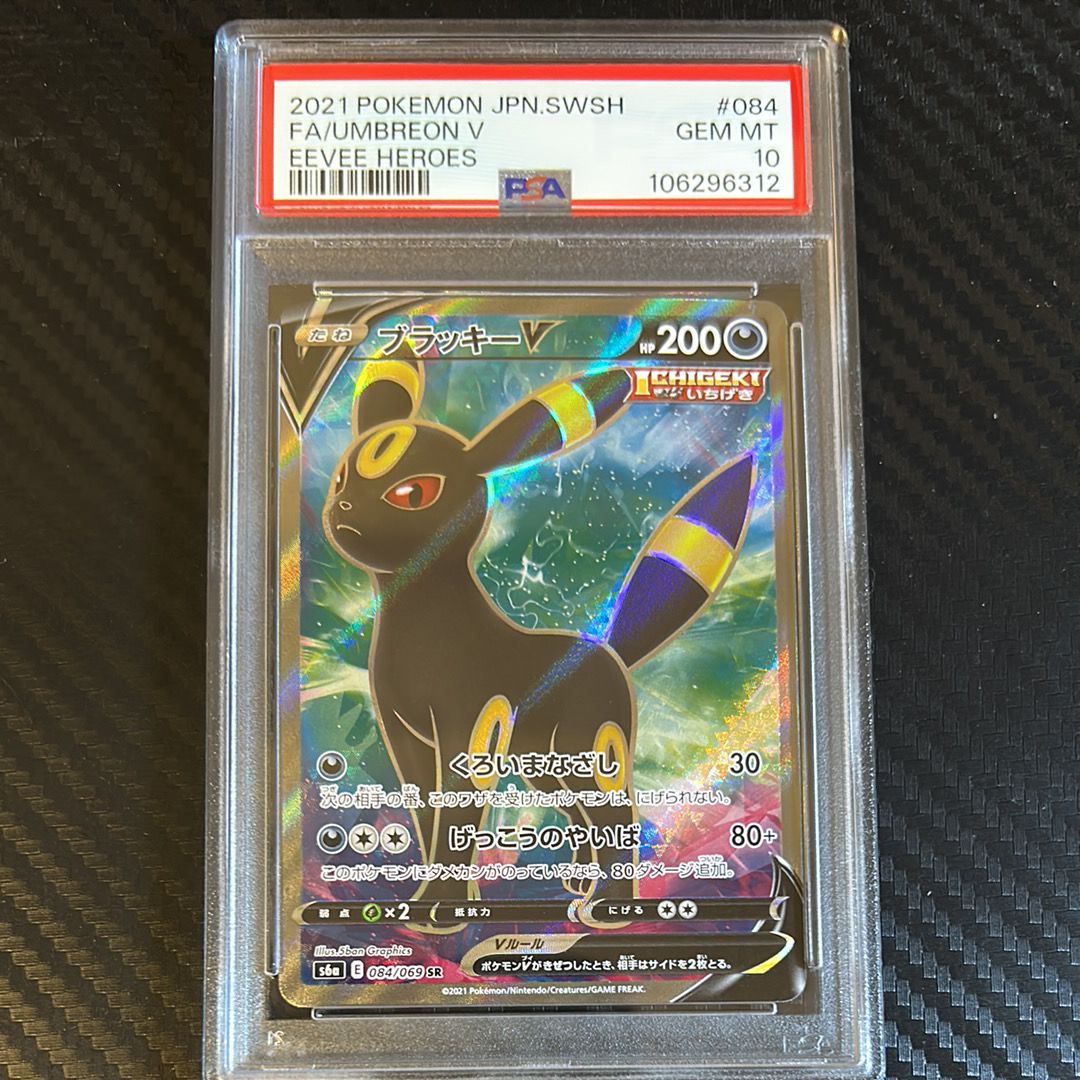 2021 POKEMON JPN.SWSH #084
FA/UMBREON V GEM MT
EEVEE HEROES 10
PSA 106296312
たね ブラッキーV HP 200
ICHIGEKI
いちげき
くろいまなざし 30
次の相手の番、このワザを受けたポケモンは、にげられない。
げっこうのやいば 80+
このポケモンにダメカンがのっているなら、80ダメージ追加。
弱点 ×2 抵抗力 にげる
Illus.5ban Graphics
Vルール
ポケモンVがきぜつしたとき、相手はサイドを2枚とる。
s6a E 084/069 SR
©2021 Pokémon/Nintendo/Creatures/GAME FREAK.